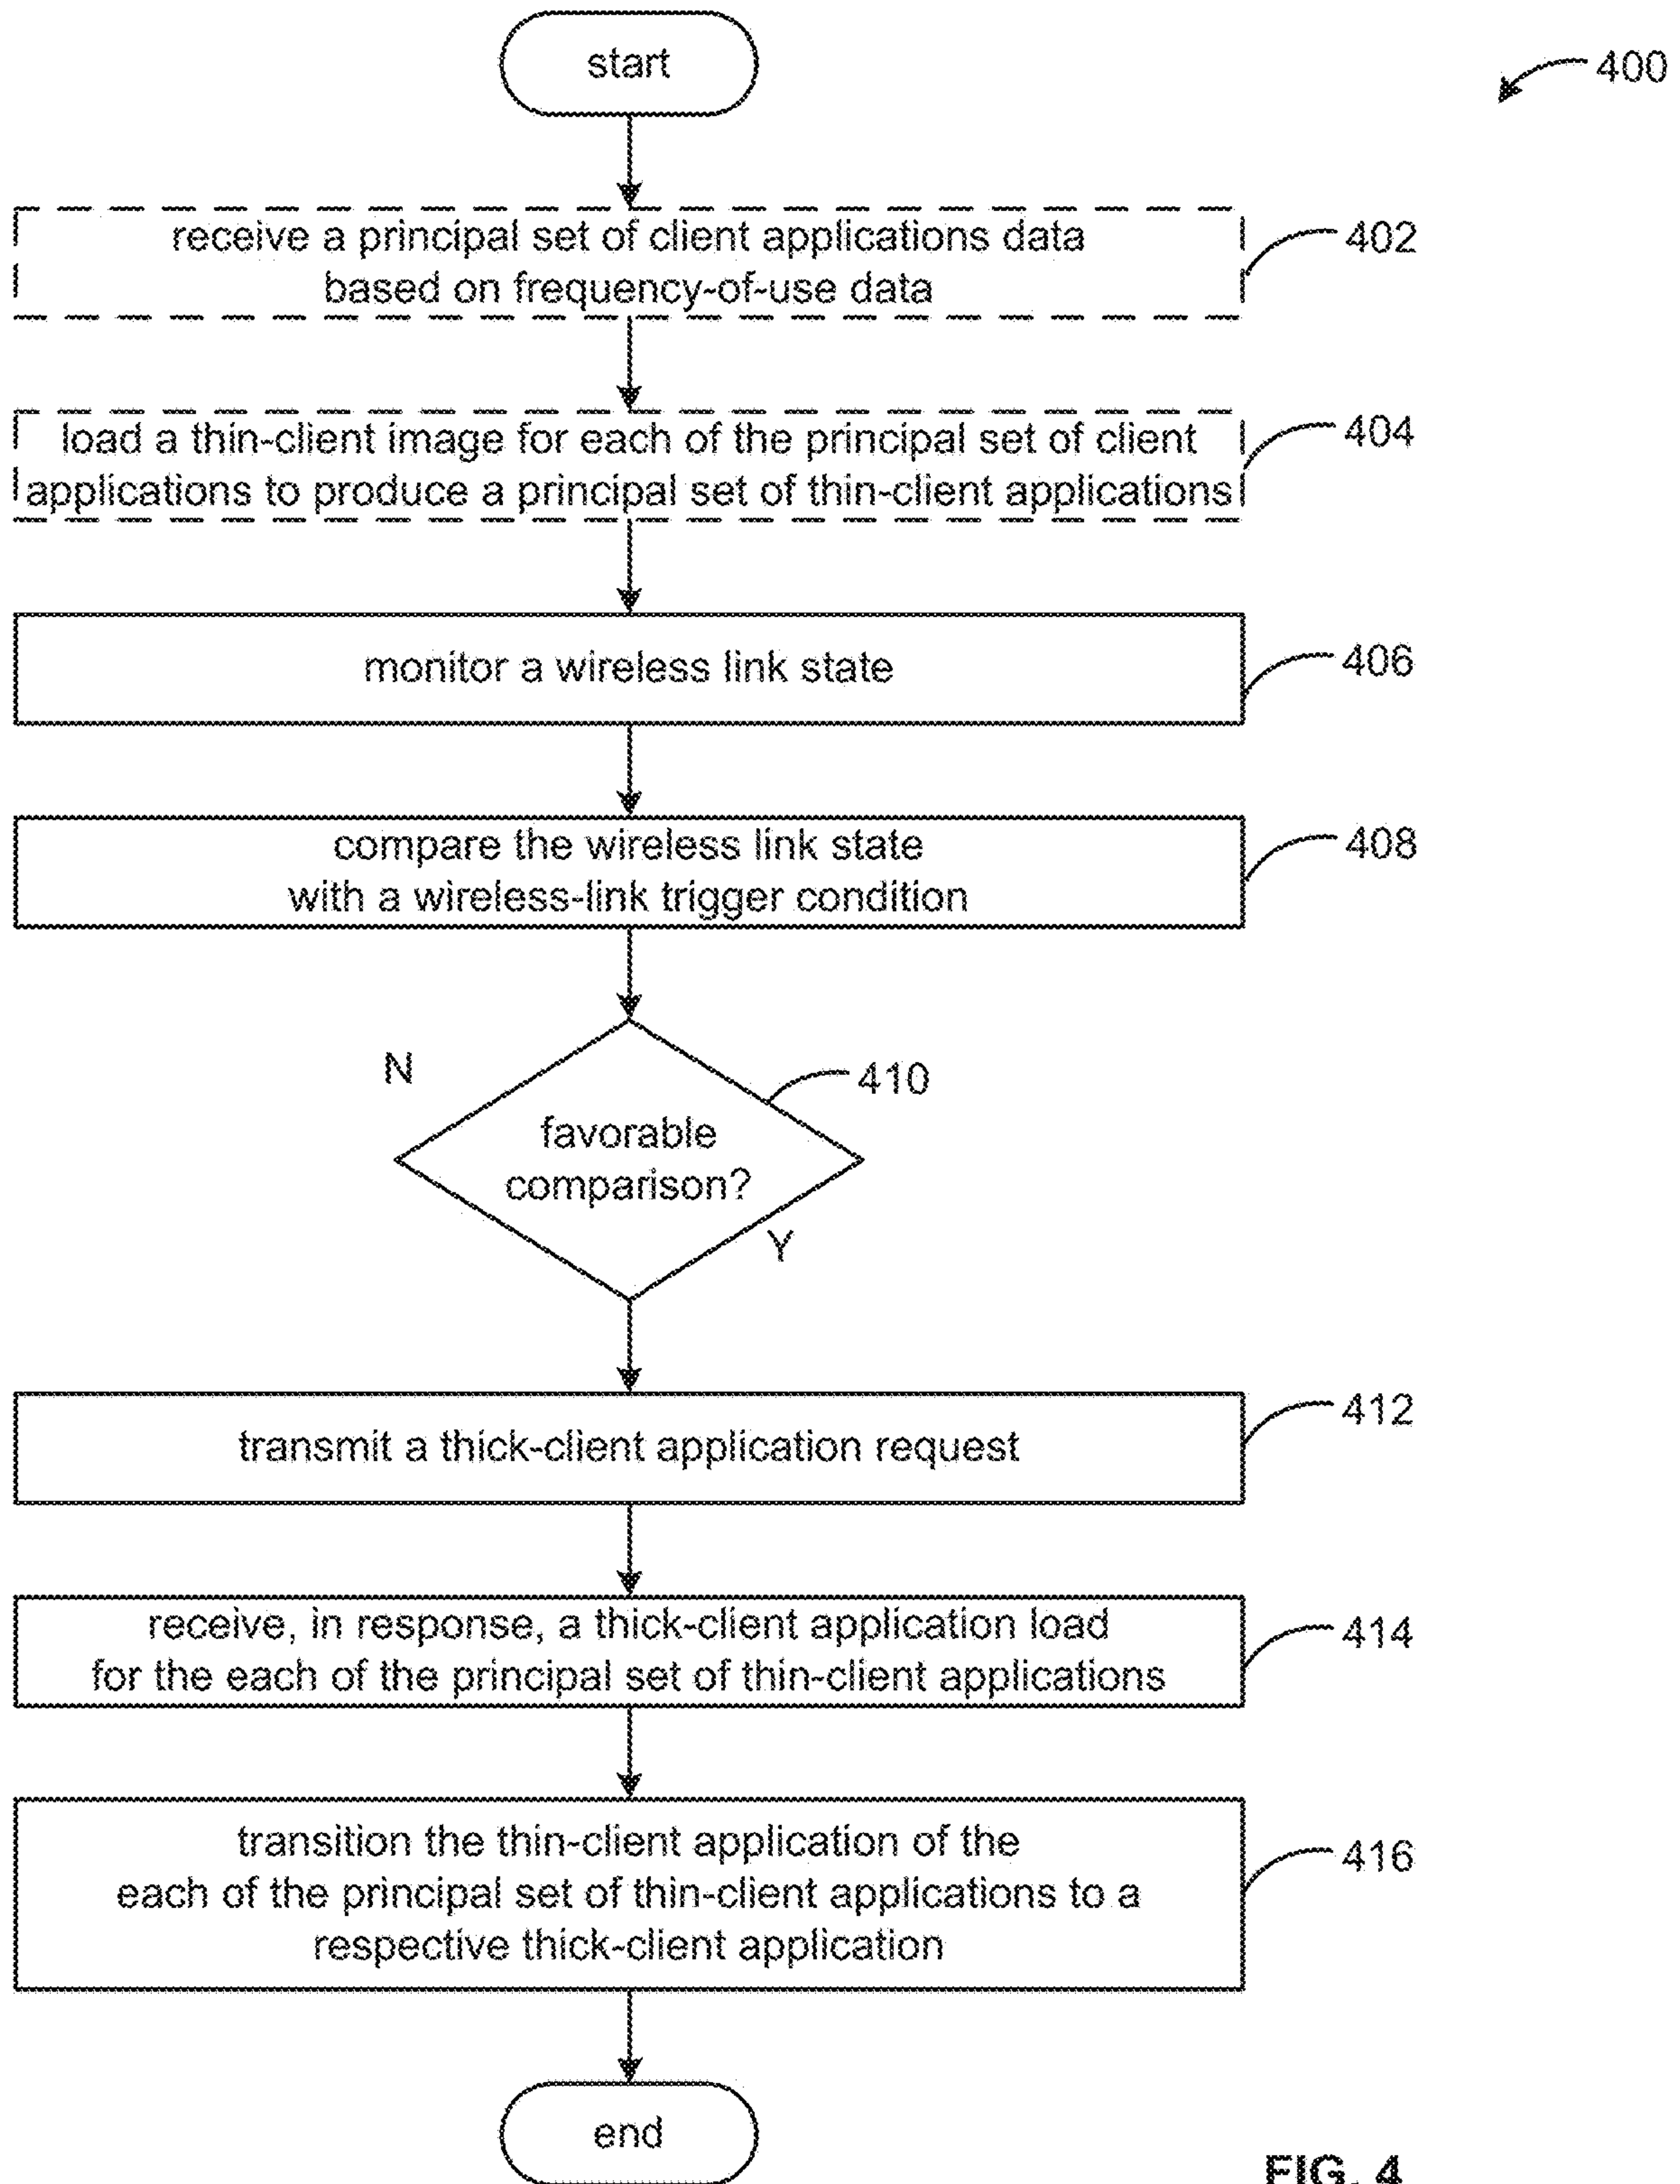 start
400
receive a principal set of client applications data
based on frequency-of-use data
402
load a thin-client image for each of the principal set of client
applications to produce a principal set of thin-client applications
404
monitor a wireless link state
406
compare the wireless link state
with a wireless-link trigger condition
408
N
410
favorable
comparison?
Y
transmit a thick-client application request
412
receive, in response, a thick-client application load
for the each of the principal set of thin-client applications
414
transition the thin-client application of the
each of the principal set of thin-client applications to a
respective thick-client application
416
end
FIG. 4